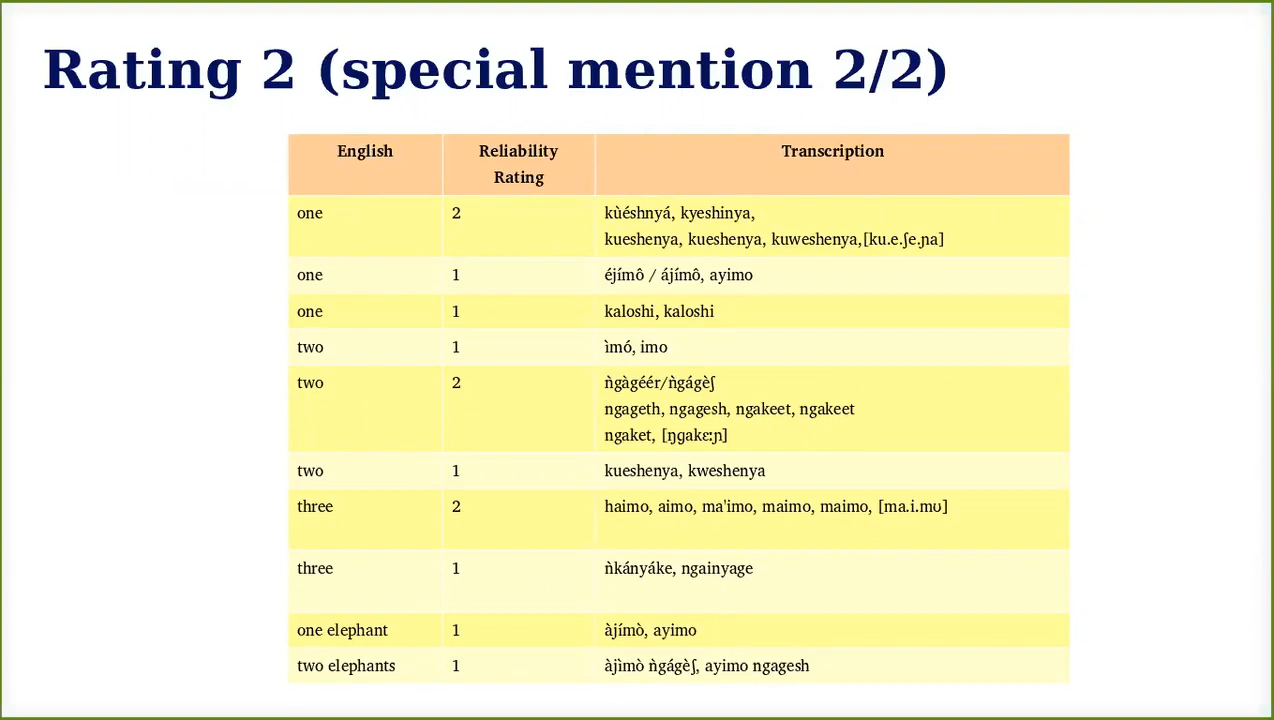 Rating 2 (special mention 2/2)
English Reliability Transcription
Rating
one 2 kùéshnyá, kyeshinya,
kueshenya, kueshenya, kuweshenya,[ku.e.ʃe.ɲa]
one 1 éjímô / ájímô, ayimo
one 1 kaloshi, kaloshi
two 1 ìmó, imo
two 2 ǹgàgéér/ǹgágèʃ
ngageth, ngagesh, ngakeet, ngakeet
ngaket, [ŋɡakɛːɲ]
two 1 kueshenya, kweshenya
three 2 haimo, aimo, ma'imo, maimo, maimo, [ma.i.mʊ]
three 1 ǹkányáke, ngainyage
one elephant 1 àjímò, ayimo
two elephants 1 àjìmò ǹgágèʃ, ayimo ngagesh